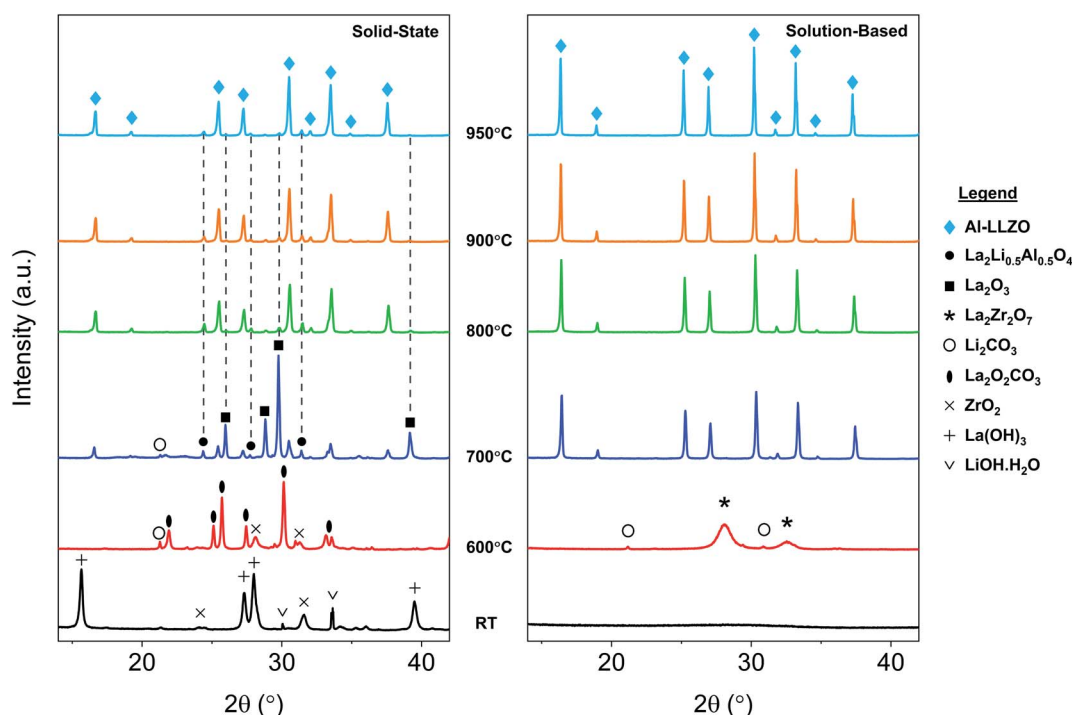 Solid-State
Solution-Based
Intensity (a.u.)
950°C
900°C
800°C
700°C
600°C
RT
20
30
40
2θ (°)
20
30
40
2θ (°)
Legend
Al-LLZO
La₂Li₀.₅Al₀.₅O₄
La₂O₃
La₂Zr₂O₇
Li₂CO₃
La₂O₂CO₃
ZrO₂
La(OH)₃
LiOH.H₂O